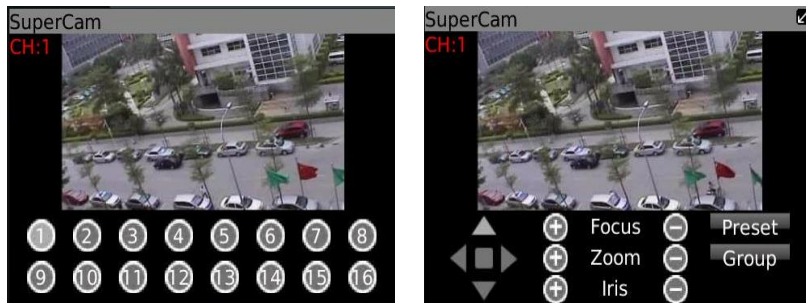 SuperCam
CH:1
1 2 3 4 5 6 7 8
9 10 11 12 13 14 15 16
SuperCam
CH:1
Focus Preset
Zoom Group
Iris